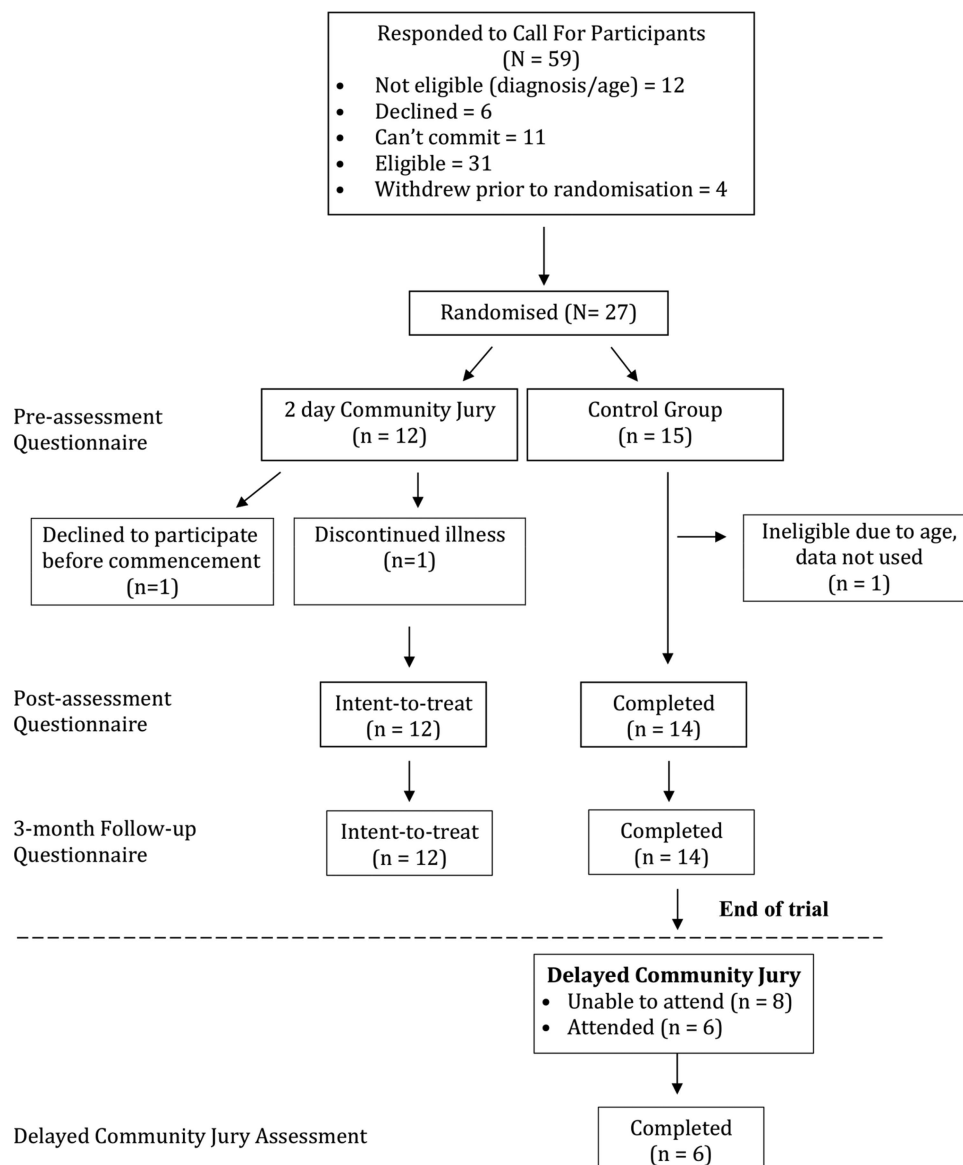 Responded to Call For Participants
(N = 59)
• Not eligible (diagnosis/age) = 12
• Declined = 6
• Can't commit = 11
• Eligible = 31
• Withdrew prior to randomisation = 4
Randomised (N= 27)
Pre-assessment
Questionnaire
2 day Community Jury
(n = 12)
Control Group
(n = 15)
Declined to participate
before commencement
(n=1)
Discontinued illness
(n=1)
Ineligible due to age,
data not used
(n = 1)
Post-assessment
Questionnaire
Intent-to-treat
(n = 12)
Completed
(n = 14)
3-month Follow-up
Questionnaire
Intent-to-treat
(n = 12)
Completed
(n = 14)
End of trial
Delayed Community Jury
• Unable to attend (n = 8)
• Attended (n = 6)
Delayed Community Jury Assessment
Completed
(n = 6)